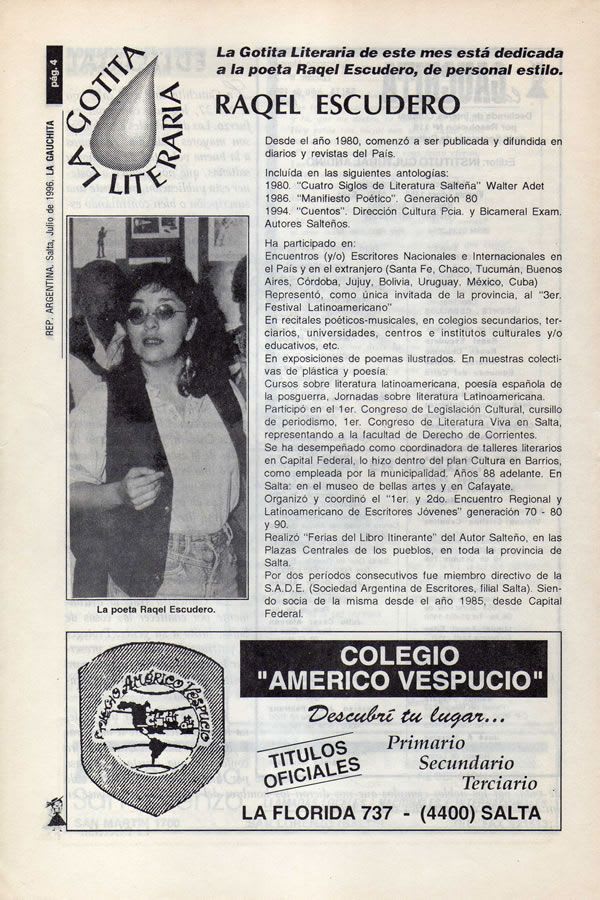 pág. 4
REP. ARGENTINA. Salta, Julio de 1996. LA GAUCHITA
LA GOTITA
LITERARIA
La Gotita Literaria de este mes está dedicada
a la poeta Raqel Escudero, de personal estilo.
RAQEL ESCUDERO
Desde el año 1980, comenzó a ser publicada y difundida en
diarios y revistas del País.
Incluída en las siguientes antologías:
1980. "Cuatro Siglos de Literatura Salteña" Walter Adet
1986. "Manifiesto Poético". Generación 80
1994. "Cuentos". Dirección Cultura Pcia. y Bicameral Exam.
Autores Salteños.
Ha participado en:
Encuentros (y/o) Escritores Nacionales e Internacionales en
el País y en el extranjero (Santa Fe, Chaco, Tucumán, Buenos
Aires, Córdoba, Jujuy, Bolivia, Uruguay. México, Cuba)
Representó, como única invitada de la provincia, al "3er.
Festival Latinoamericano"
En recitales poéticos-musicales, en colegios secundarios, ter-
ciarios, universidades, centros e institutos culturales y/o
educativos, etc.
En exposiciones de poemas ilustrados. En muestras colecti-
vas de plástica y poesía.
Cursos sobre literatura latinoamericana, poesía española de
la posguerra, Jornadas sobre literatura Latinoamericana.
Participó en el 1er. Congreso de Legislación Cultural, cursillo
de periodismo, 1er. Congreso de Literatura Viva en Salta,
representando a la facultad de Derecho de Corrientes.
Se ha desempeñado como coordinadora de talleres literarios
en Capital Federal, lo hizo dentro del plan Cultura en Barrios,
como empleada por la municipalidad. Años 88 adelante. En
Salta: en el museo de bellas artes y en Cafayate.
Organizó y coordinó el "1er. y 2do. Encuentro Regional y
Latinoamericano de Escritores Jóvenes" generación 70 - 80
y 90.
Realizó "Ferias del Libro Itinerante" del Autor Salteño, en las
Plazas Centrales de los pueblos, en toda la provincia de
Salta.
Por dos períodos consecutivos fue miembro directivo de la
S.A.D.E. (Sociedad Argentina de Escritores, filial Salta). Sien-
do socia de la misma desde el año 1985, desde Capital
Federal.
La poeta Raqel Escudero.
COLEGIO AMÉRICO VESPUCIO
COLEGIO
"AMERICO VESPUCIO"
Descubrí tu lugar...
TITULOS
OFICIALES
Primario
Secundario
Terciario
LA FLORIDA 737 - (4400) SALTA